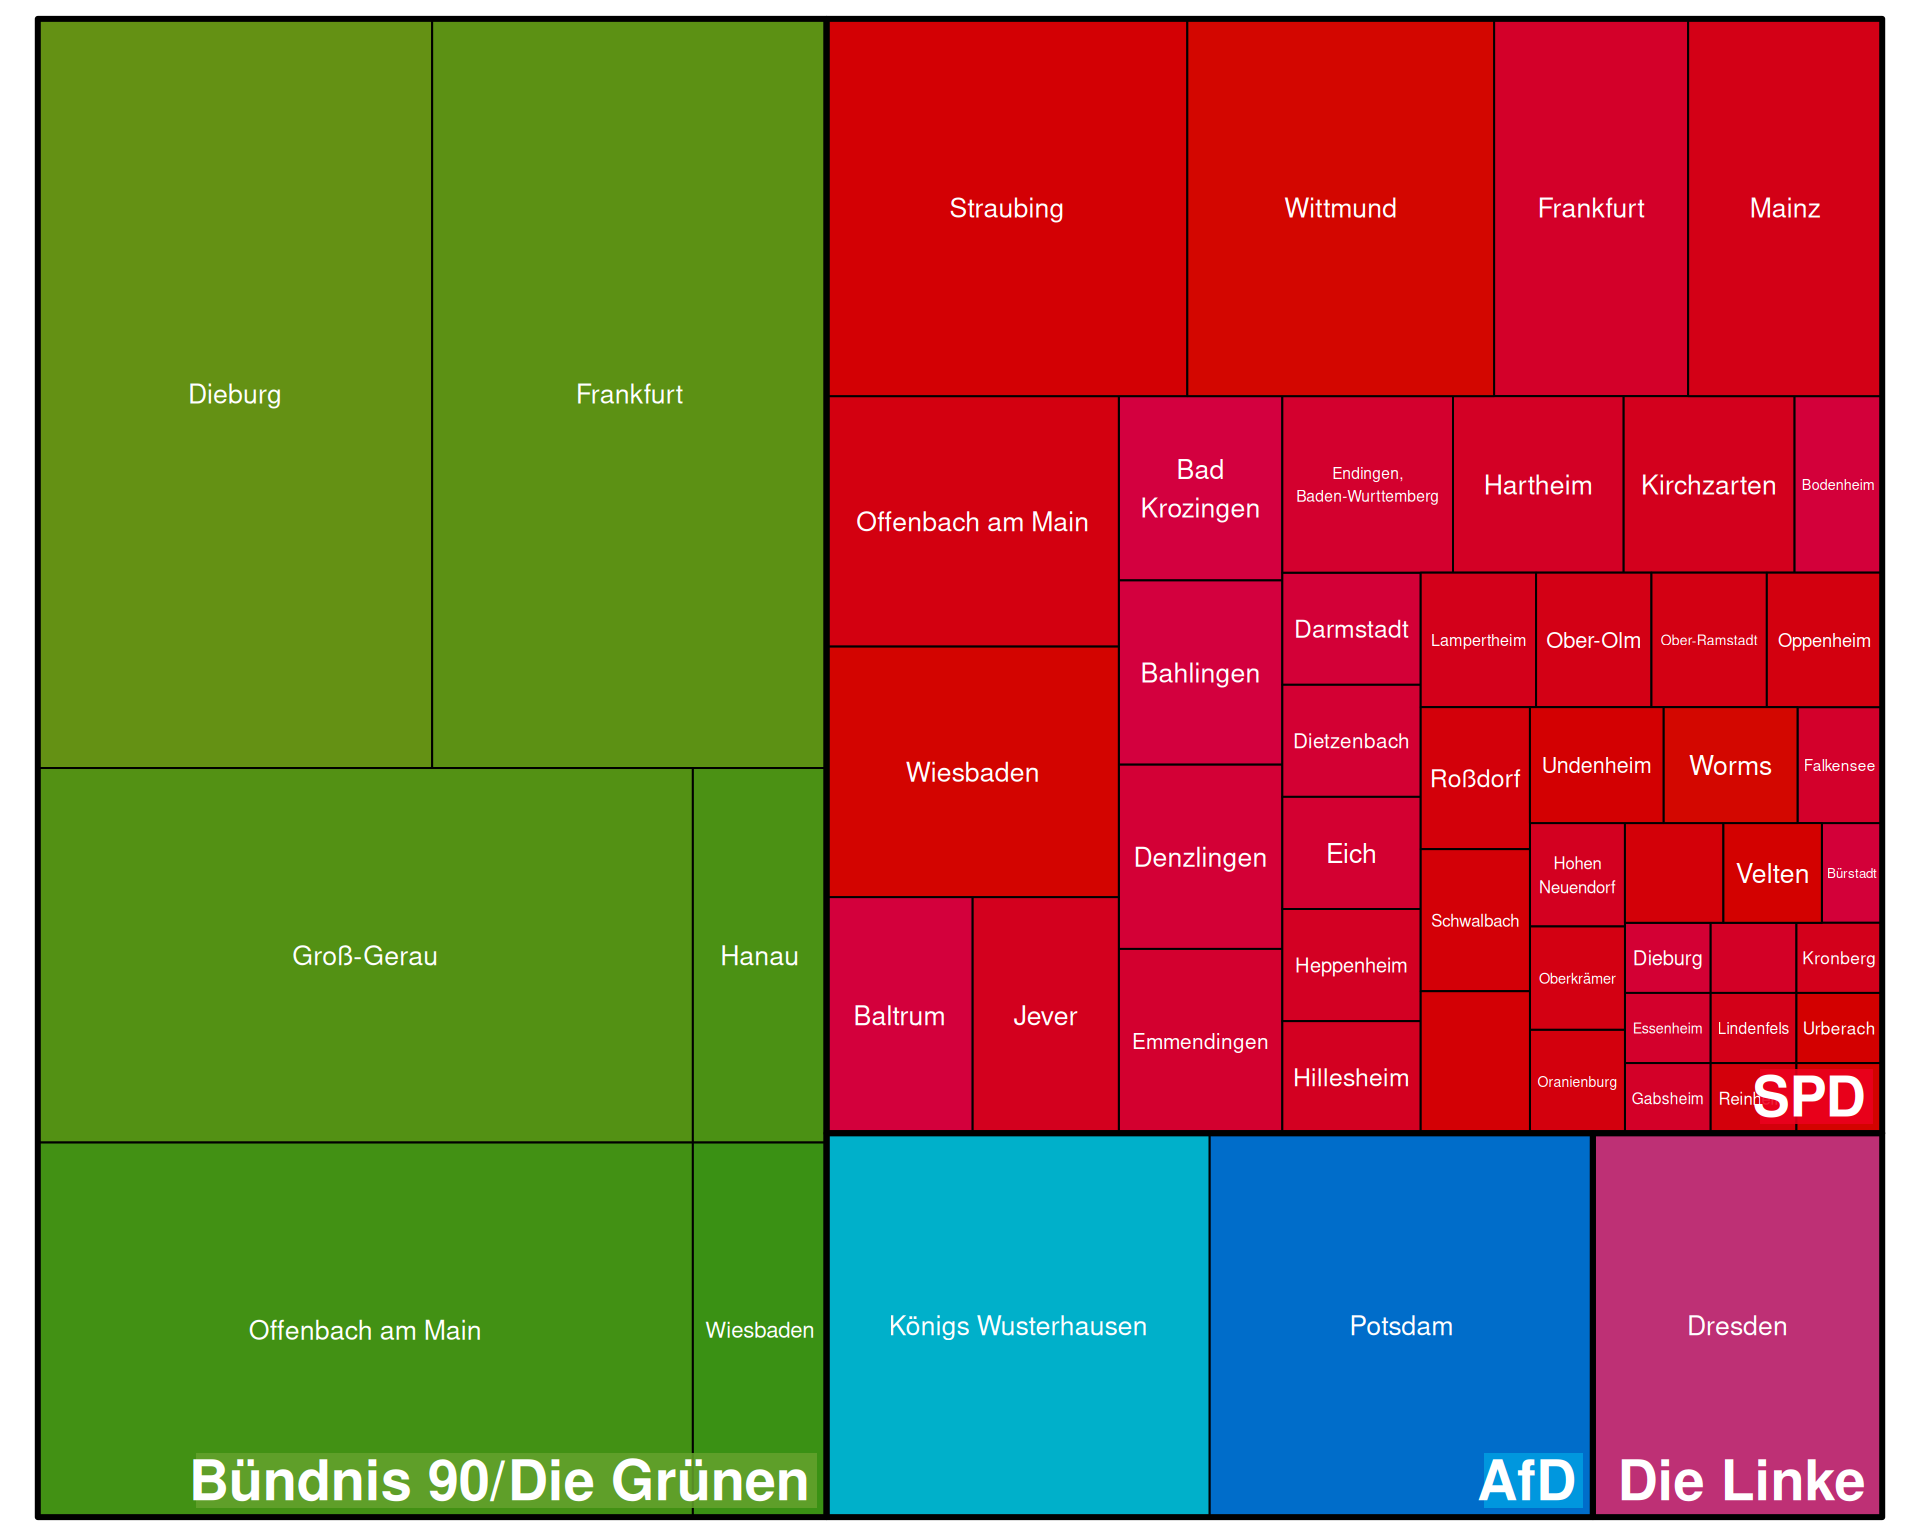 Dieburg
Frankfurt
Groß-Gerau
Hanau
Offenbach am Main
Wiesbaden
Bündnis 90/Die Grünen
Straubing
Wittmund
Frankfurt
Mainz
Offenbach am Main
Wiesbaden
Baltrum
Jever
Bad
Krozingen
Bahlingen
Denzlingen
Emmendingen
Endingen,
Baden-Wurttemberg
Hartheim
Kirchzarten
Bodenheim
Darmstadt
Dietzenbach
Eich
Heppenheim
Hillesheim
Lampertheim
Ober-Olm
Ober-Ramstadt
Oppenheim
Roßdorf
Schwalbach
Undenheim
Worms
Falkensee
Hohen
Neuendorf
Oberkrämer
Oranienburg
Velten
Bürstadt
Dieburg
Kronberg
Essenheim
Lindenfels
Urberach
Gabsheim
SPD
Königs Wusterhausen
Potsdam
AfD
Dresden
Die Linke